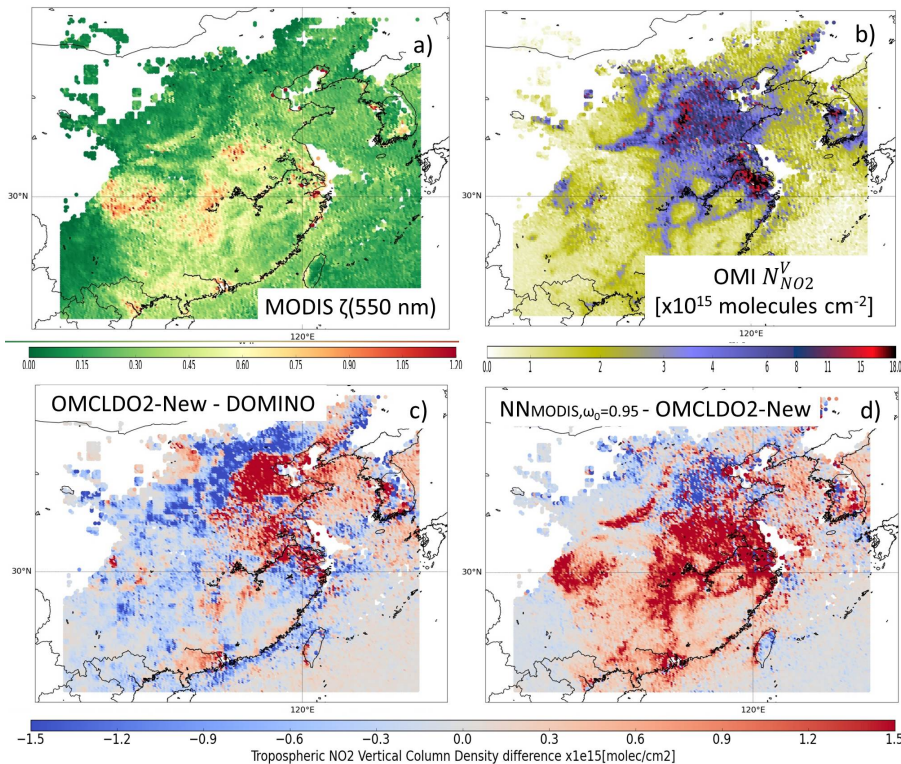 a)
30°N
MODIS ζ(550 nm)
120°E
0.00 0.15 0.30 0.45 0.60 0.75 0.90 1.05 1.20
b)
30°N
OMI N^V_NO2
[x10^15 molecules cm^-2]
120°E
0.0 1 2 3 4 6 8 11 15 18.0
OMCLDO2-New - DOMINO
c)
30°N
120°E
NN_MODIS,ω₀=0.95 - OMCLDO2-New
d)
30°N
120°E
−1.5 −1.2 −0.9 −0.6 −0.3 0.0 0.3 0.6 0.9 1.2 1.5
Tropospheric NO2 Vertical Column Density difference x1e15[molec/cm2]